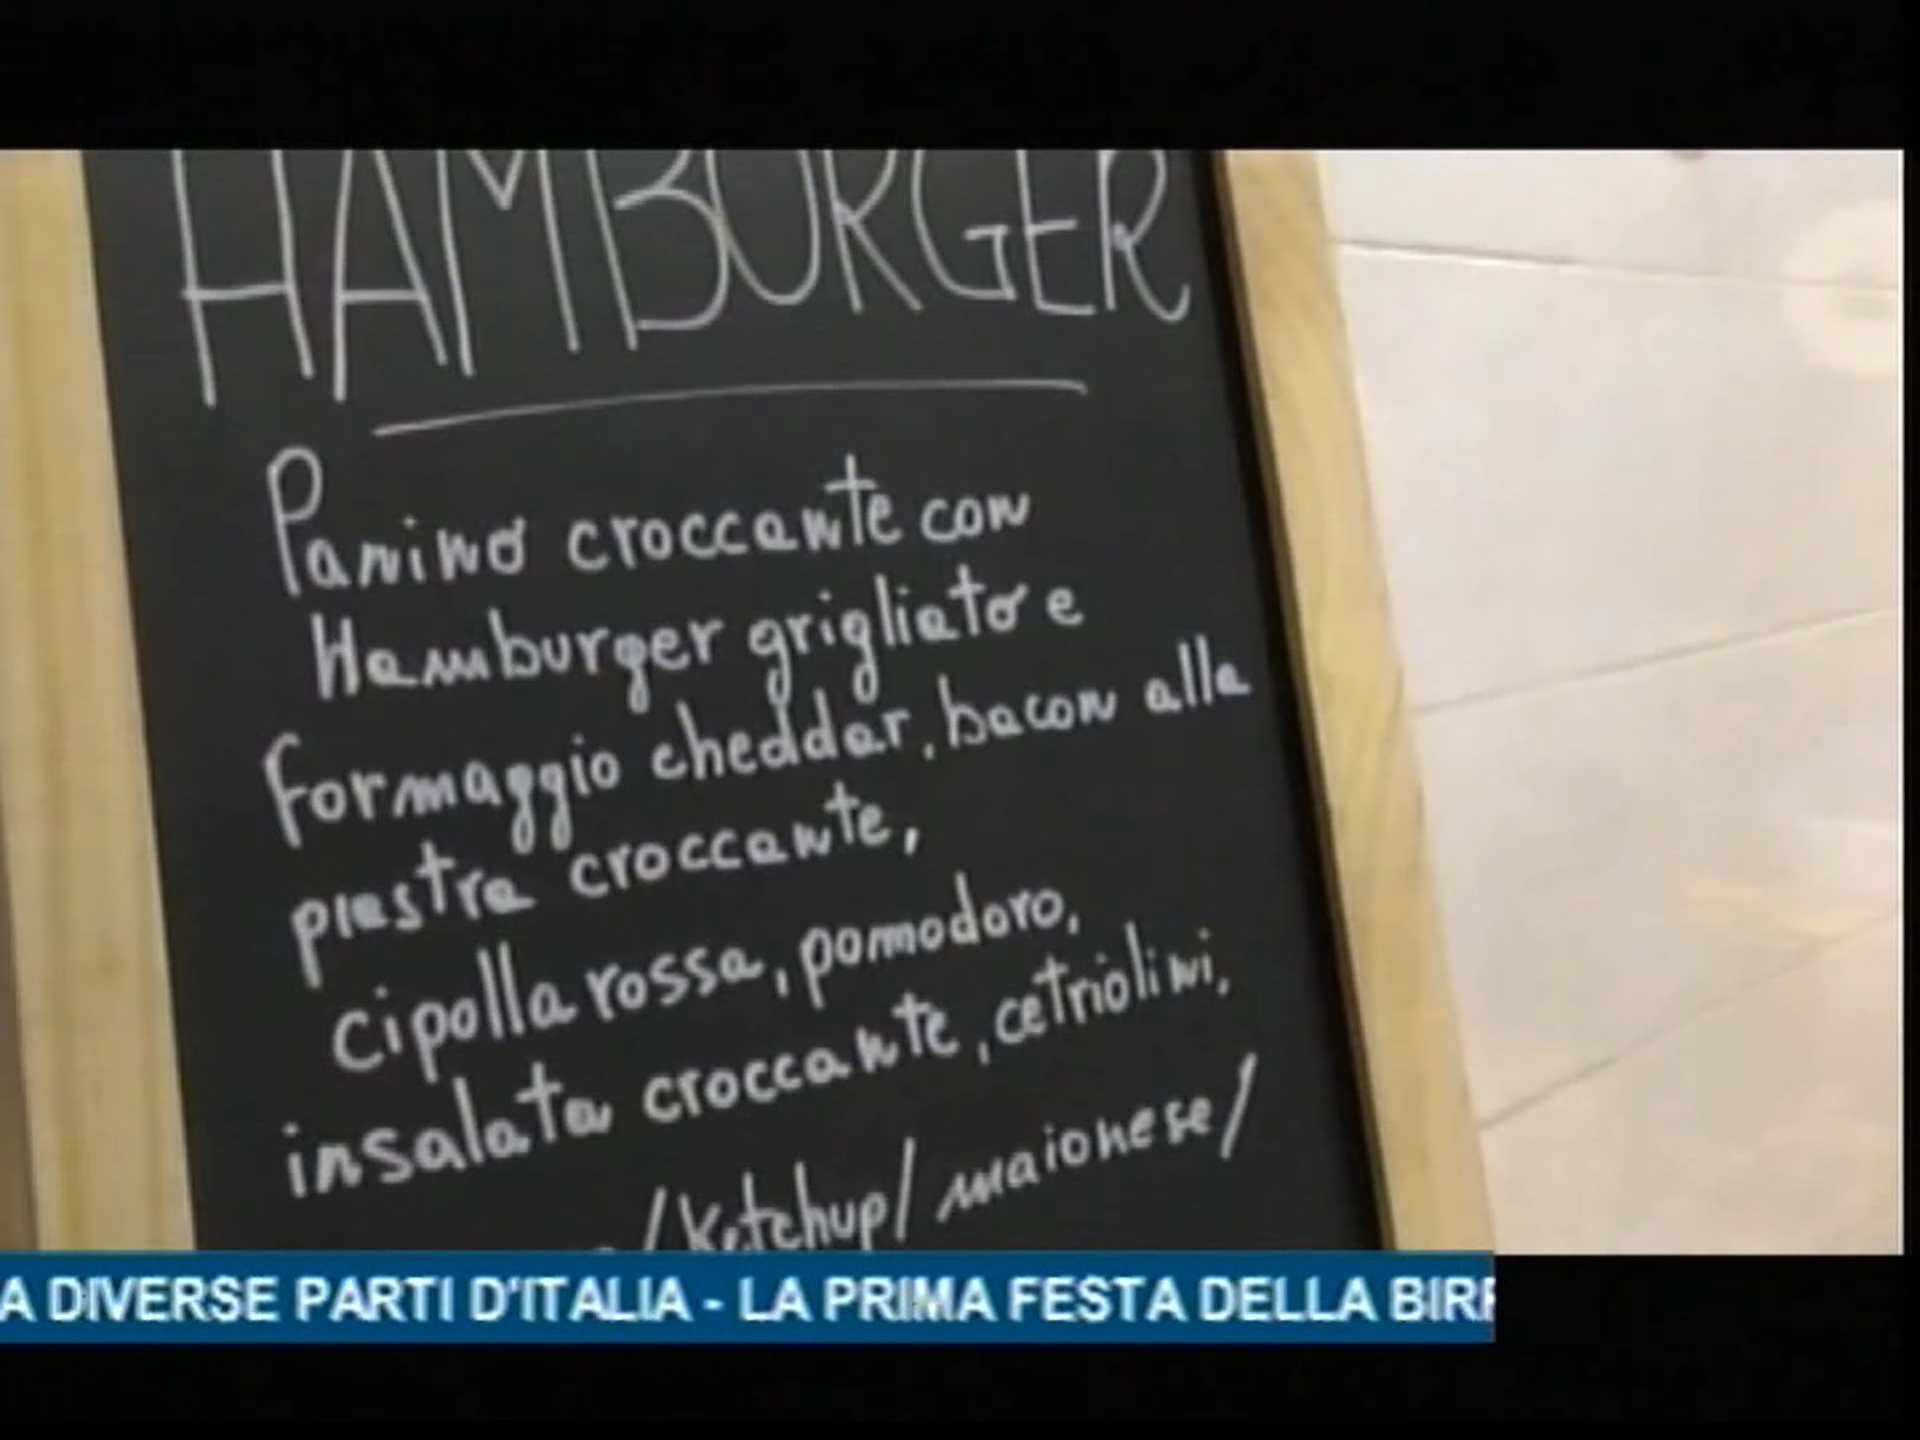 HAMBURGER
Panino croccante con
Hamburger grigliato e
formaggio cheddar, bacon alla
piastra croccante,
cipolla rossa, pomodoro,
insalata croccante, cetriolini,
/ketchup/maionese/
A DIVERSE PARTI D'ITALIA - LA PRIMA FESTA DELLA